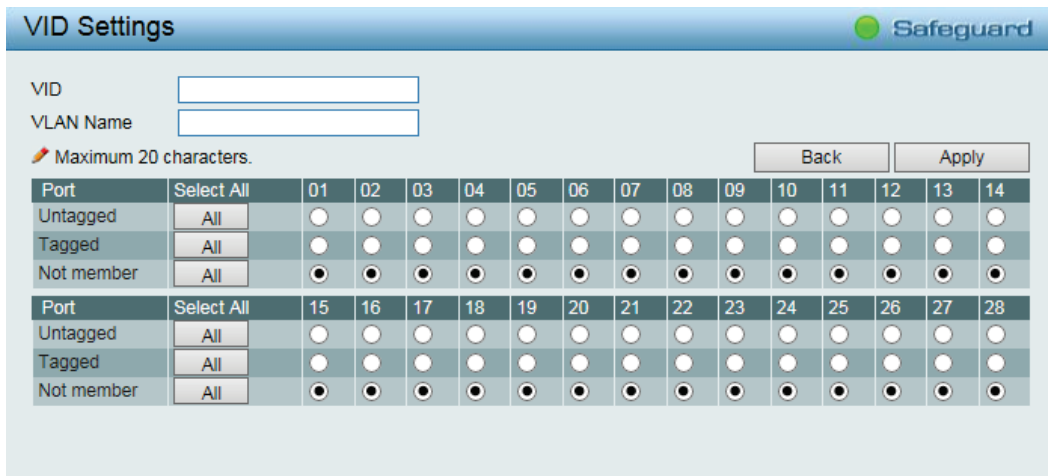 VID Settings
Safeguard
VID
VLAN Name
Maximum 20 characters.
Back
Apply
Port Select All 01 02 03 04 05 06 07 08 09 10 11 12 13 14
Untagged All
Tagged All
Not member All
Port Select All 15 16 17 18 19 20 21 22 23 24 25 26 27 28
Untagged All
Tagged All
Not member All